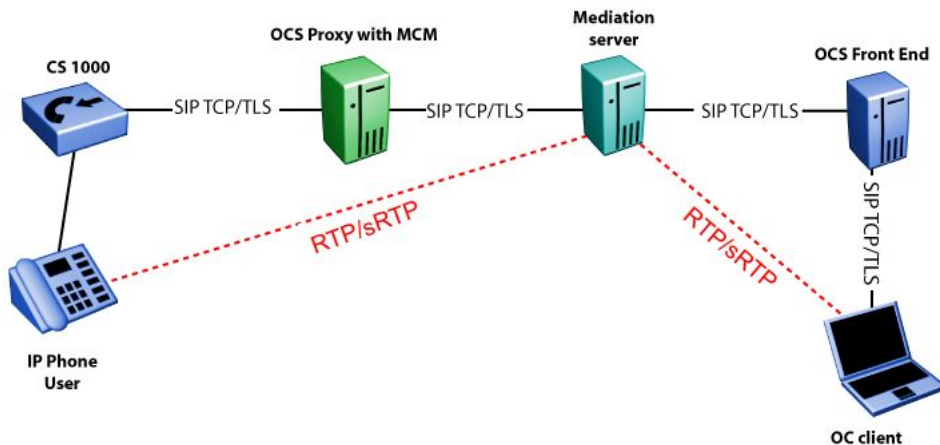 OCS Proxy with MCM
Mediation
server
OCS Front End
CS 1000
SIP TCP/TLS
SIP TCP/TLS
SIP TCP/TLS
SIP TCP/TLS
RTP/sRTP
RTP/sRTP
IP Phone
User
OC client